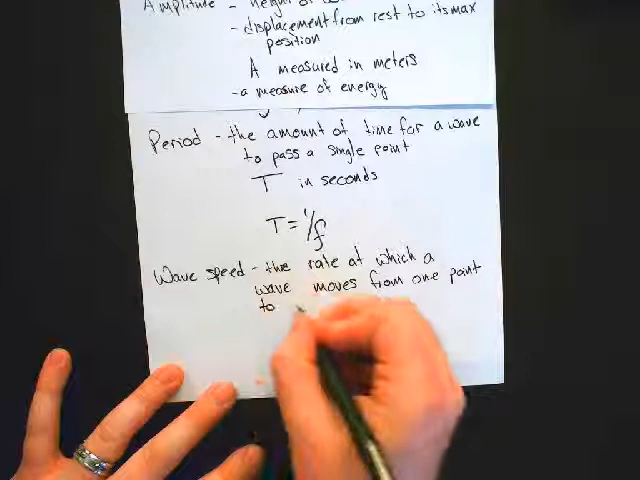 Amplitude - height of
- displacement from rest to its max
position
A measured in meters
- a measure of energy
Period - the amount of time for a wave
to pass a single point
T in seconds
T = 1/f
Wave speed - the rate at which a
wave moves from one point
to